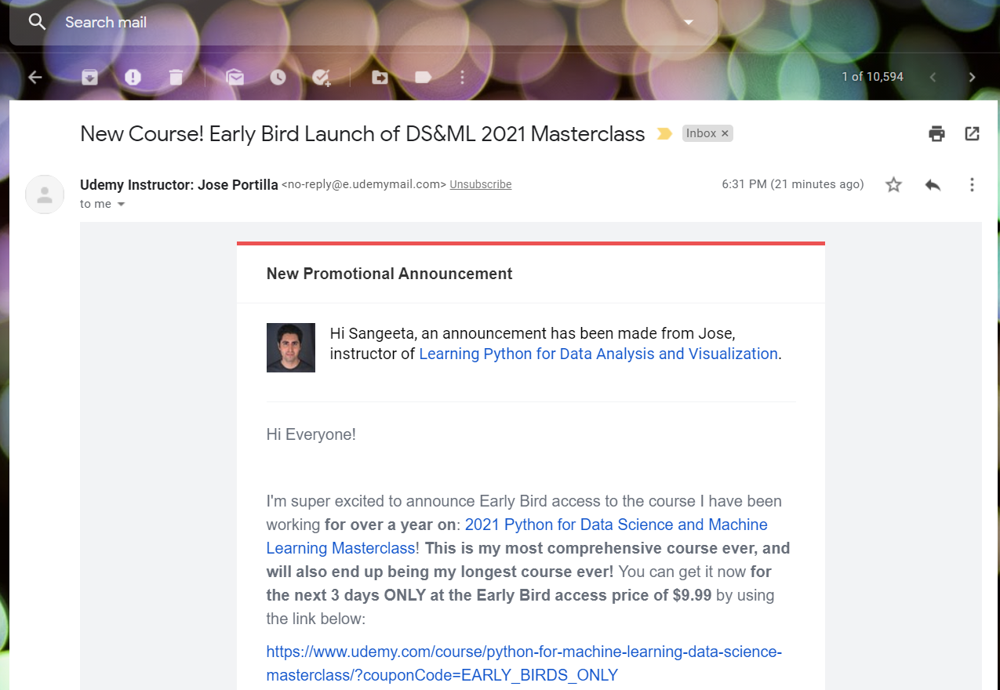 Search mail
1 of 10,594
New Course! Early Bird Launch of DS&ML 2021 Masterclass Inbox ×
Udemy Instructor: Jose Portilla <no-reply@e.udemymail.com> Unsubscribe 6:31 PM (21 minutes ago)
to me
New Promotional Announcement
Hi Sangeeta, an announcement has been made from Jose,
instructor of Learning Python for Data Analysis and Visualization.
Hi Everyone!
I'm super excited to announce Early Bird access to the course I have been
working for over a year on: 2021 Python for Data Science and Machine
Learning Masterclass! This is my most comprehensive course ever, and
will also end up being my longest course ever! You can get it now for
the next 3 days ONLY at the Early Bird access price of $9.99 by using
the link below:
https://www.udemy.com/course/python-for-machine-learning-data-science-
masterclass/?couponCode=EARLY_BIRDS_ONLY